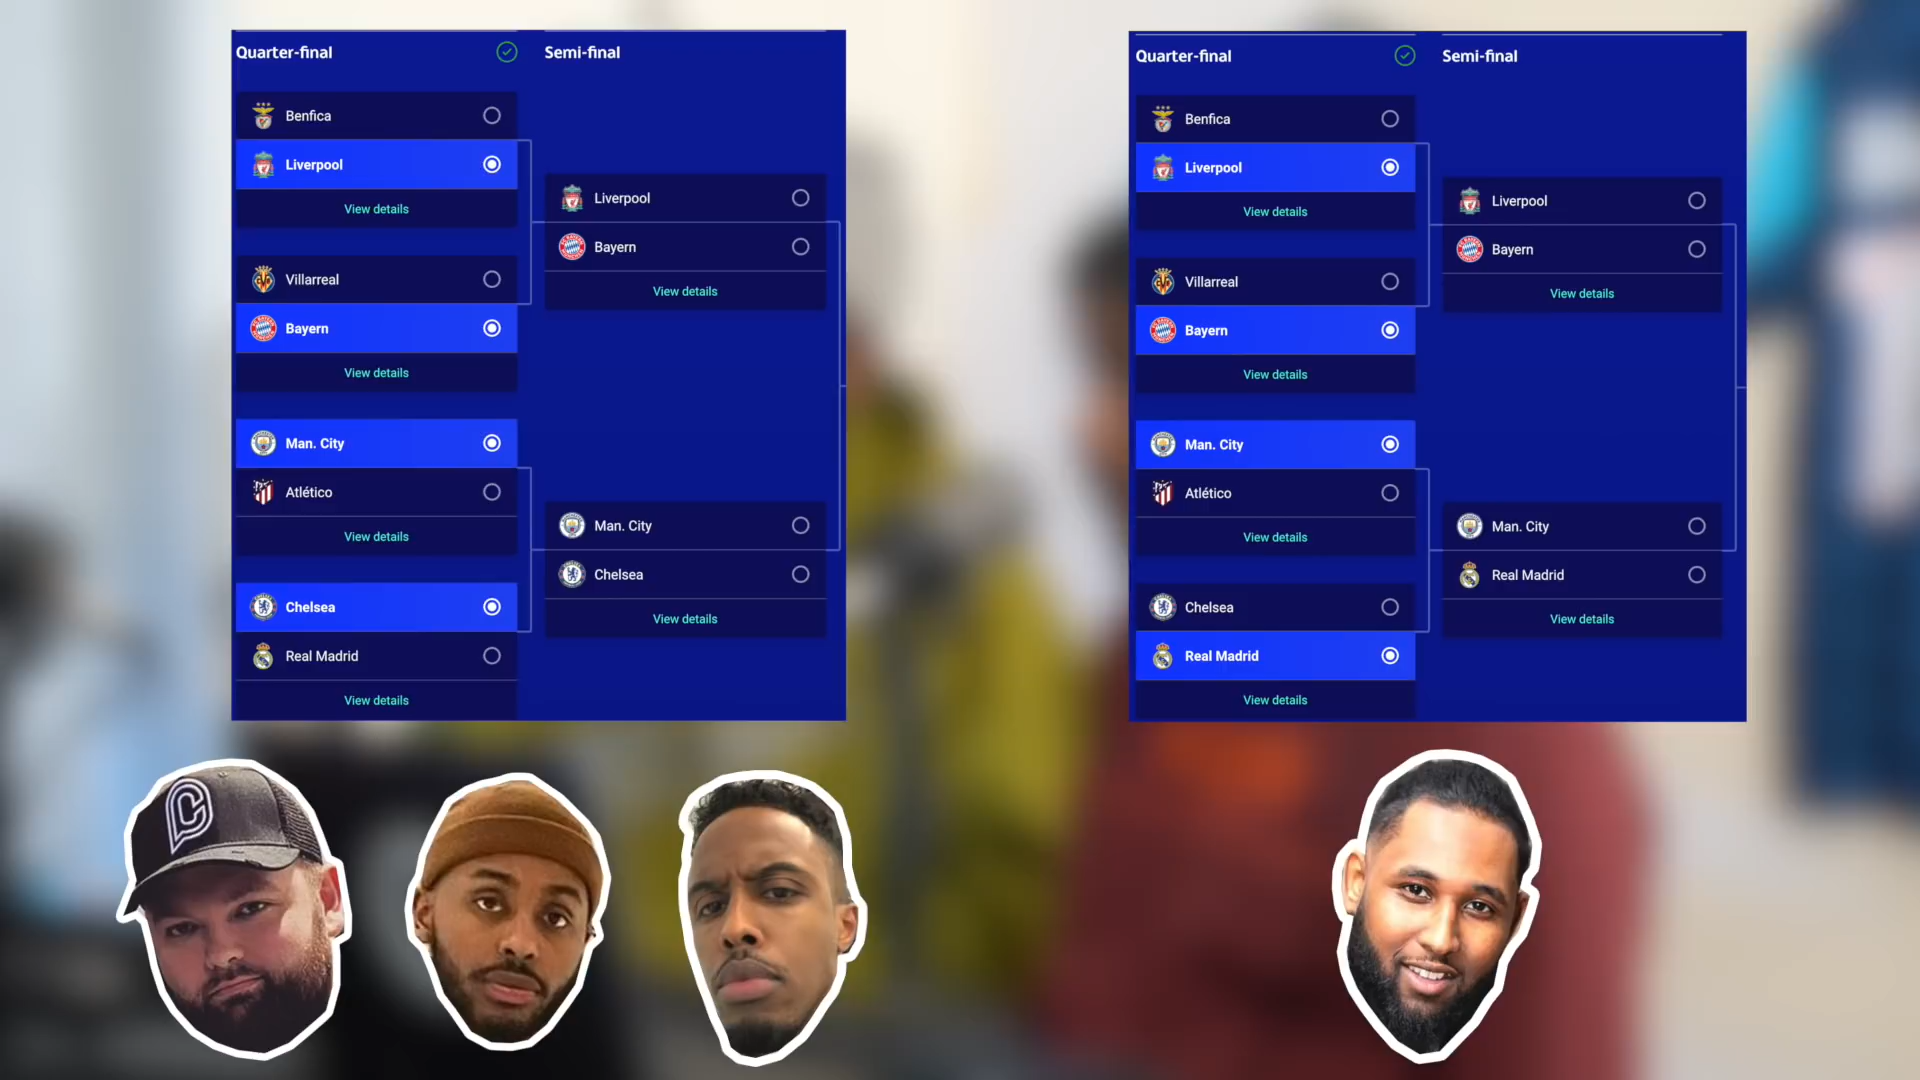 Quarter-final
Semi-final
Benfica
Liverpool
View details
Villarreal
Bayern
View details
Liverpool
Bayern
View details
Man. City
Atlético
View details
Chelsea
Real Madrid
View details
Man. City
Chelsea
View details
Quarter-final
Semi-final
Benfica
Liverpool
View details
Villarreal
Bayern
View details
Liverpool
Bayern
View details
Man. City
Atlético
View details
Chelsea
Real Madrid
View details
Man. City
Real Madrid
View details